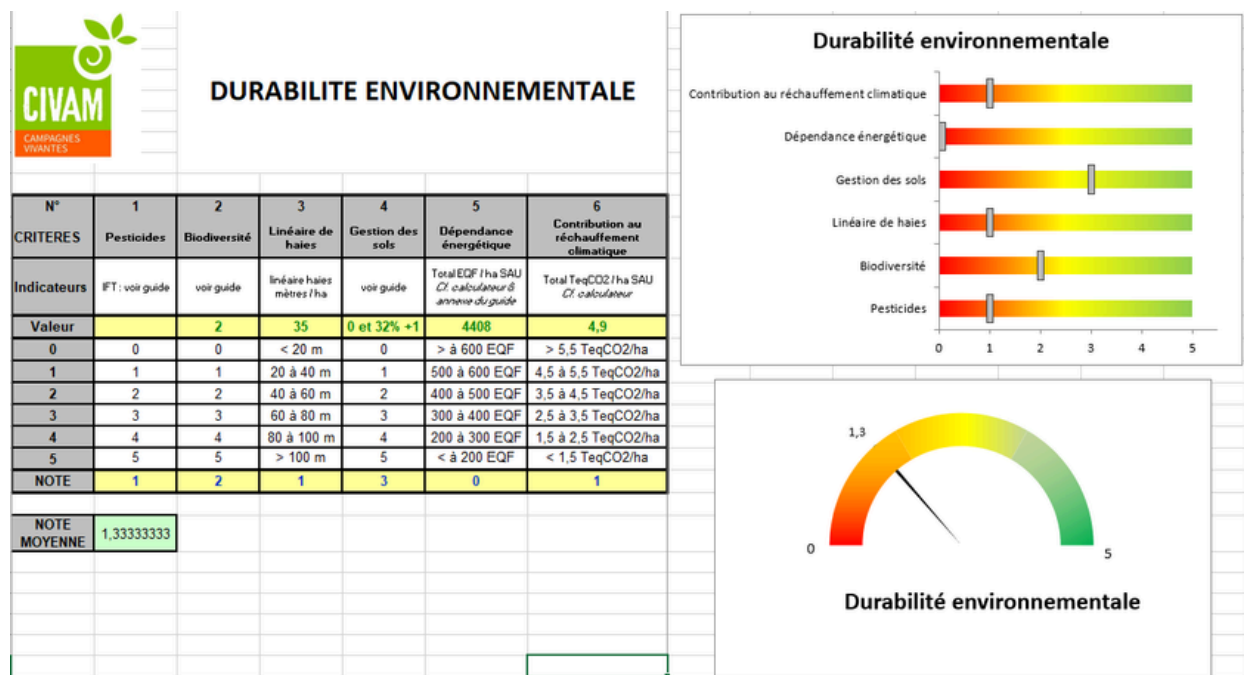 CIVAM
CAMPAGNES
VIVANTES
DURABILITE ENVIRONNEMENTALE
N° 1 2 3 4 5 6
CRITERES Pesticides Biodiversité Linéaire de haies Gestion des sols Dépendance énergétique Contribution au réchauffement climatique
Indicateurs IFT : voir guide voir guide linéaire haies mètres / ha voir guide Total EQF / ha SAU Cf. calculateur & annexe du guide Total TeqCO2 / ha SAU Cf. calculateur
Valeur 2 35 0 et 32% +1 4408 4,9
0 0 0 < 20 m 0 > à 600 EQF > 5,5 TeqCO2/ha
1 1 1 20 à 40 m 1 500 à 600 EQF 4,5 à 5,5 TeqCO2/ha
2 2 2 40 à 60 m 2 400 à 500 EQF 3,5 à 4,5 TeqCO2/ha
3 3 3 60 à 80 m 3 300 à 400 EQF 2,5 à 3,5 TeqCO2/ha
4 4 4 80 à 100 m 4 200 à 300 EQF 1,5 à 2,5 TeqCO2/ha
5 5 5 > 100 m 5 < à 200 EQF < 1,5 TeqCO2/ha
NOTE 1 2 1 3 0 1
NOTE
MOYENNE 1,33333333
Durabilité environnementale
Contribution au réchauffement climatique
Dépendance énergétique
Gestion des sols
Linéaire de haies
Biodiversité
Pesticides
0 1 2 3 4 5
1,3
0 5
Durabilité environnementale